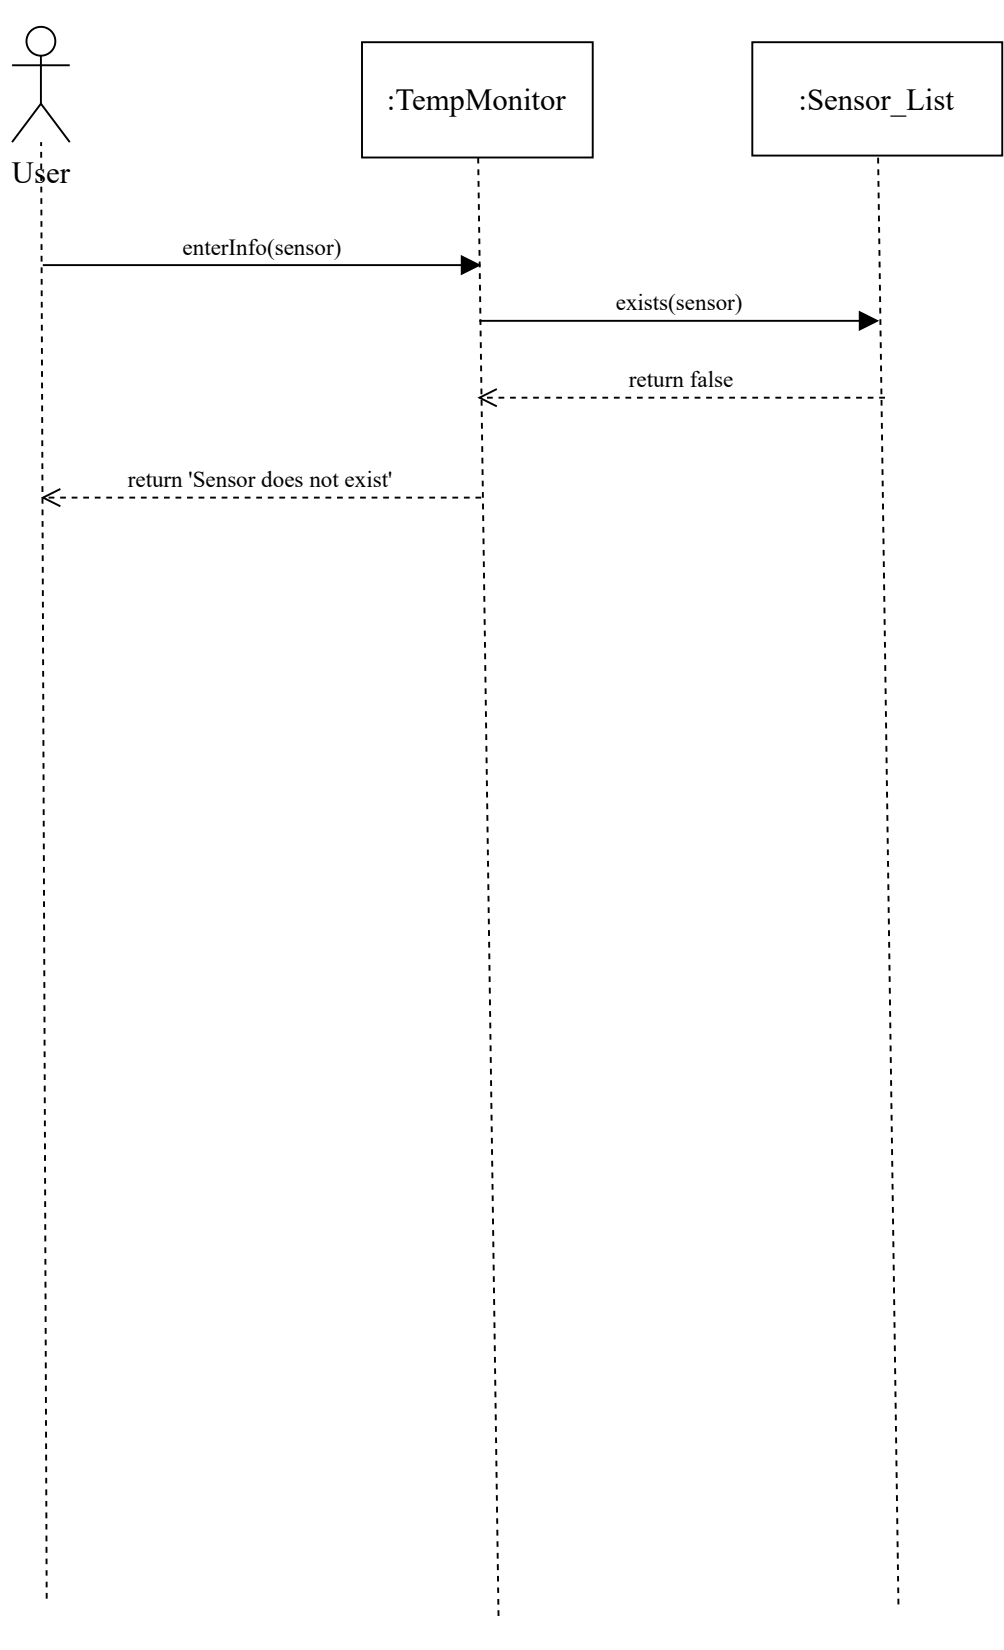 :TempMonitor
:Sensor_List
User
enterInfo(sensor)
exists(sensor)
return false
return 'Sensor does not exist'